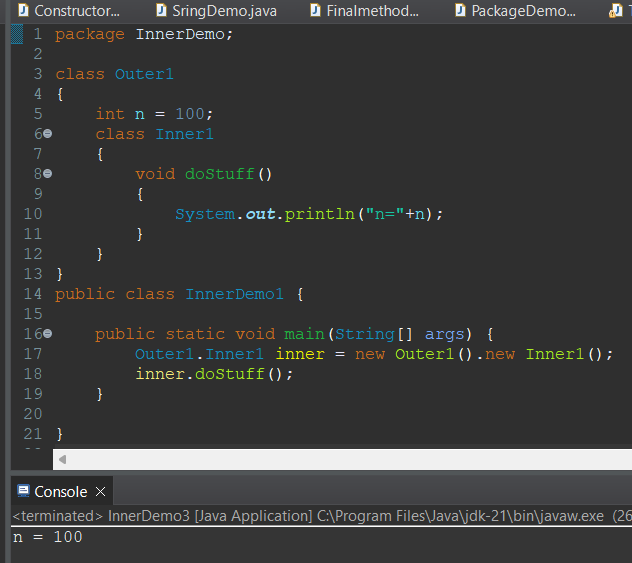 Constructor... SringDemo.java Finalmethod... PackageDemo...
1 package InnerDemo;
2
3 class Outer1
4 {
5 int n = 100;
6 class Inner1
7 {
8 void doStuff()
9 {
10 System.out.println("n="+n);
11 }
12 }
13 }
14 public class InnerDemo1 {
15
16 public static void main(String[] args) {
17 Outer1.Inner1 inner = new Outer1().new Inner1();
18 inner.doStuff();
19 }
20
21 }
Console
<terminated> InnerDemo3 [Java Application] C:\Program Files\Java\jdk-21\bin\javaw.exe (26
n = 100